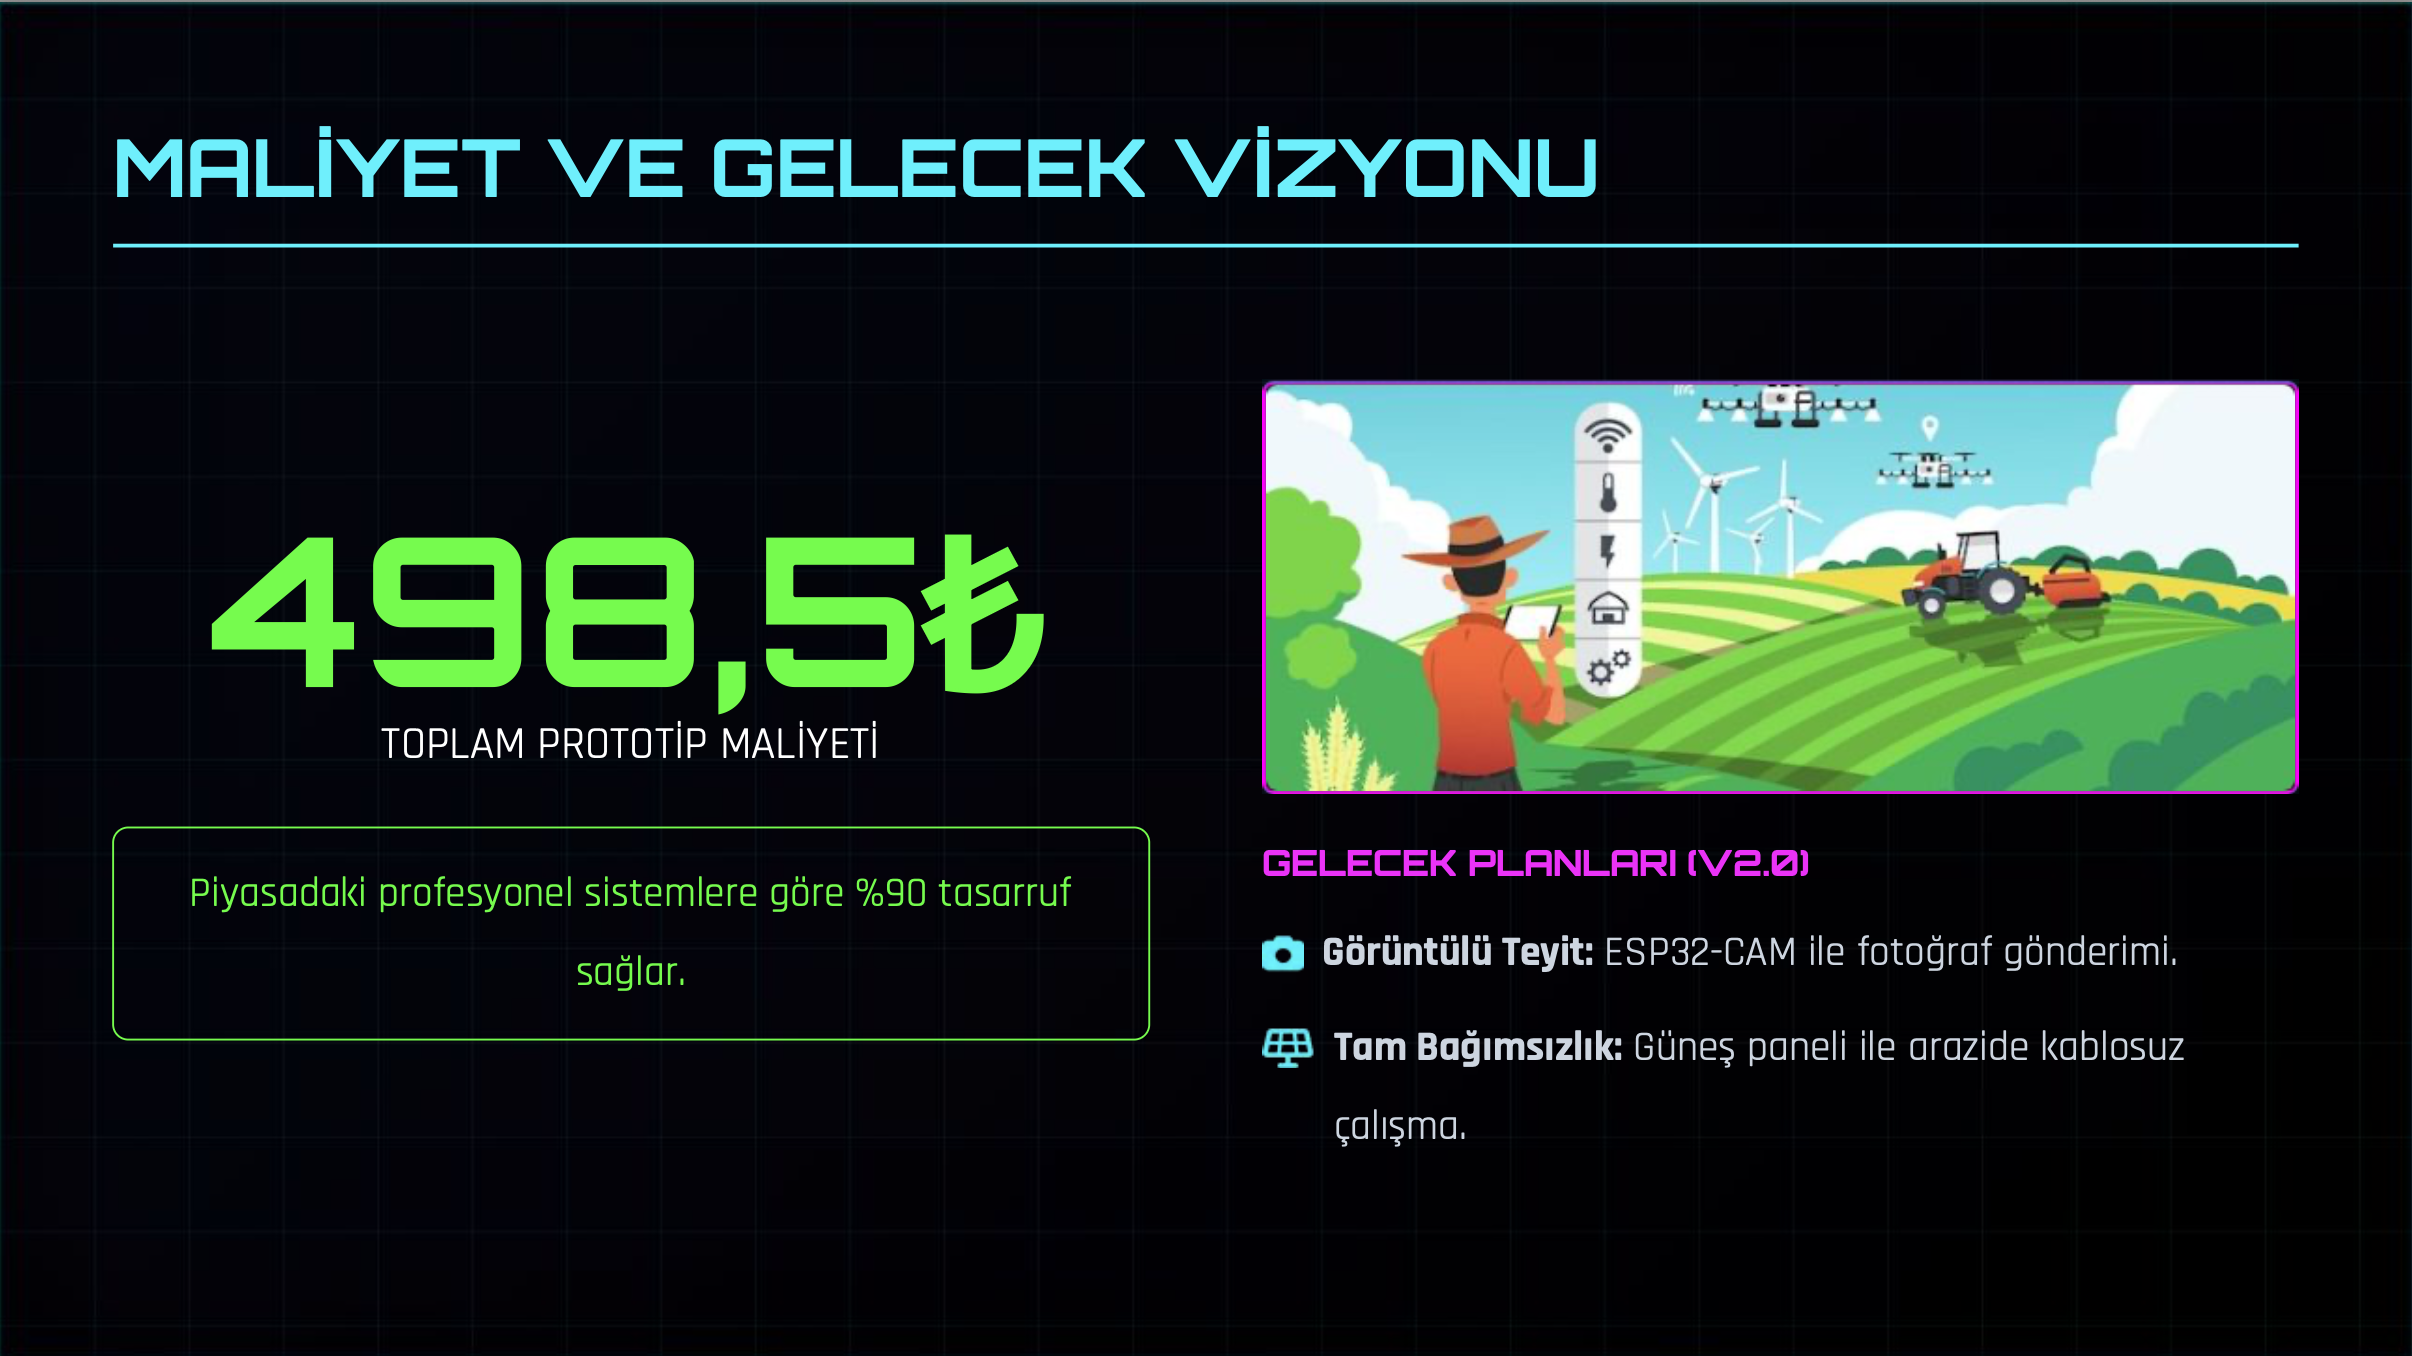 MALİYET VE GELECEK VİZYONU
498,5₺
TOPLAM PROTOTİP MALİYETİ
Piyasadaki profesyonel sistemlere göre %90 tasarruf
sağlar.
GELECEK PLANLARI (V2.0)
Görüntülü Teyit: ESP32-CAM ile fotoğraf gönderimi.
Tam Bağımsızlık: Güneş paneli ile arazide kablosuz
çalışma.